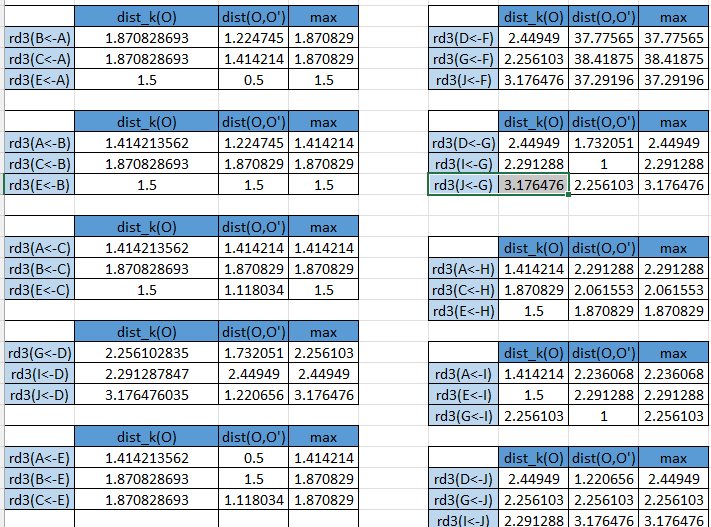 dist_k(O) dist(O,O') max
rd3(B<-A) 1.870828693 1.224745 1.870829
rd3(C<-A) 1.870828693 1.414214 1.870829
rd3(E<-A) 1.5 0.5 1.5
dist_k(O) dist(O,O') max
rd3(A<-B) 1.414213562 1.224745 1.414214
rd3(C<-B) 1.870828693 1.870829 1.870829
rd3(E<-B) 1.5 1.5 1.5
dist_k(O) dist(O,O') max
rd3(A<-C) 1.414213562 1.414214 1.414214
rd3(B<-C) 1.870828693 1.870829 1.870829
rd3(E<-C) 1.5 1.118034 1.5
dist_k(O) dist(O,O') max
rd3(G<-D) 2.256102835 1.732051 2.256103
rd3(I<-D) 2.291287847 2.44949 2.44949
rd3(J<-D) 3.176476035 1.220656 3.176476
dist_k(O) dist(O,O') max
rd3(A<-E) 1.414213562 0.5 1.414214
rd3(B<-E) 1.870828693 1.5 1.870829
rd3(C<-E) 1.870828693 1.118034 1.870829
dist_k(O) dist(O,O') max
rd3(D<-F) 2.44949 37.77565 37.77565
rd3(G<-F) 2.256103 38.41875 38.41875
rd3(J<-F) 3.176476 37.29196 37.29196
dist_k(O) dist(O,O') max
rd3(D<-G) 2.44949 1.732051 2.44949
rd3(I<-G) 2.291288 1 2.291288
rd3(J<-G) 3.176476 2.256103 3.176476
dist_k(O) dist(O,O') max
rd3(A<-H) 1.414214 2.291288 2.291288
rd3(C<-H) 1.870829 2.061553 2.061553
rd3(E<-H) 1.5 1.870829 1.870829
dist_k(O) dist(O,O') max
rd3(A<-I) 1.414214 2.236068 2.236068
rd3(E<-I) 1.5 2.291288 2.291288
rd3(G<-I) 2.256103 1 2.256103
dist_k(O) dist(O,O') max
rd3(D<-J) 2.44949 1.220656 2.44949
rd3(G<-J) 2.256103 2.256103 2.256103
rd3(I<-J) 2.291288 3.176476 3.176476